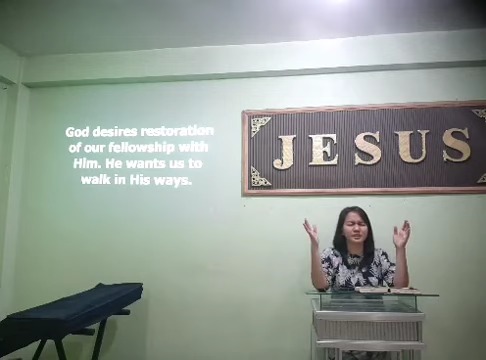 God desires restoration
of our fellowship with
Him. He wants us to
walk in His ways.
JESUS